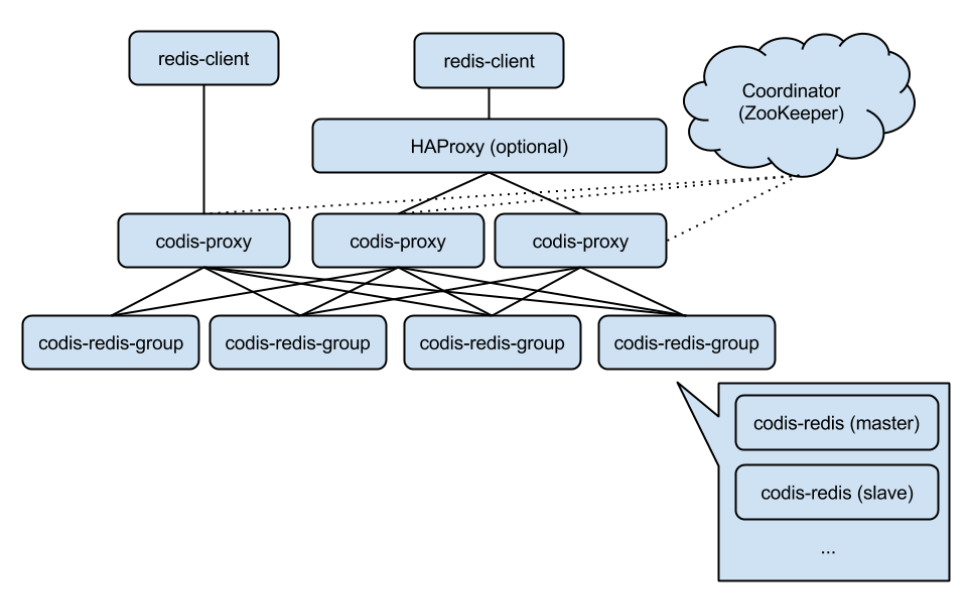 redis-client
redis-client
Coordinator
(ZooKeeper)
HAProxy (optional)
codis-proxy
codis-proxy
codis-proxy
codis-redis-group
codis-redis-group
codis-redis-group
codis-redis-group
codis-redis (master)
codis-redis (slave)
...